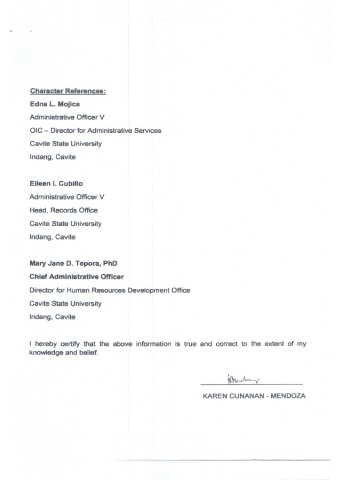 Character References:
Edna L. Mojica
Administrative Officer V
OIC – Director for Administrative Services
Cavite State University
Indang, Cavite
Eileen I. Cubillo
Administrative Officer V
Head, Records Office
Cavite State University
Indang, Cavite
Mary Jane D. Tepora, PhD
Chief Administrative Officer
Director for Human Resources Development Office
Cavite State University
Indang, Cavite
I hereby certify that the above information is true and correct to the extent of my
knowledge and belief.
KAREN CUNANAN - MENDOZA